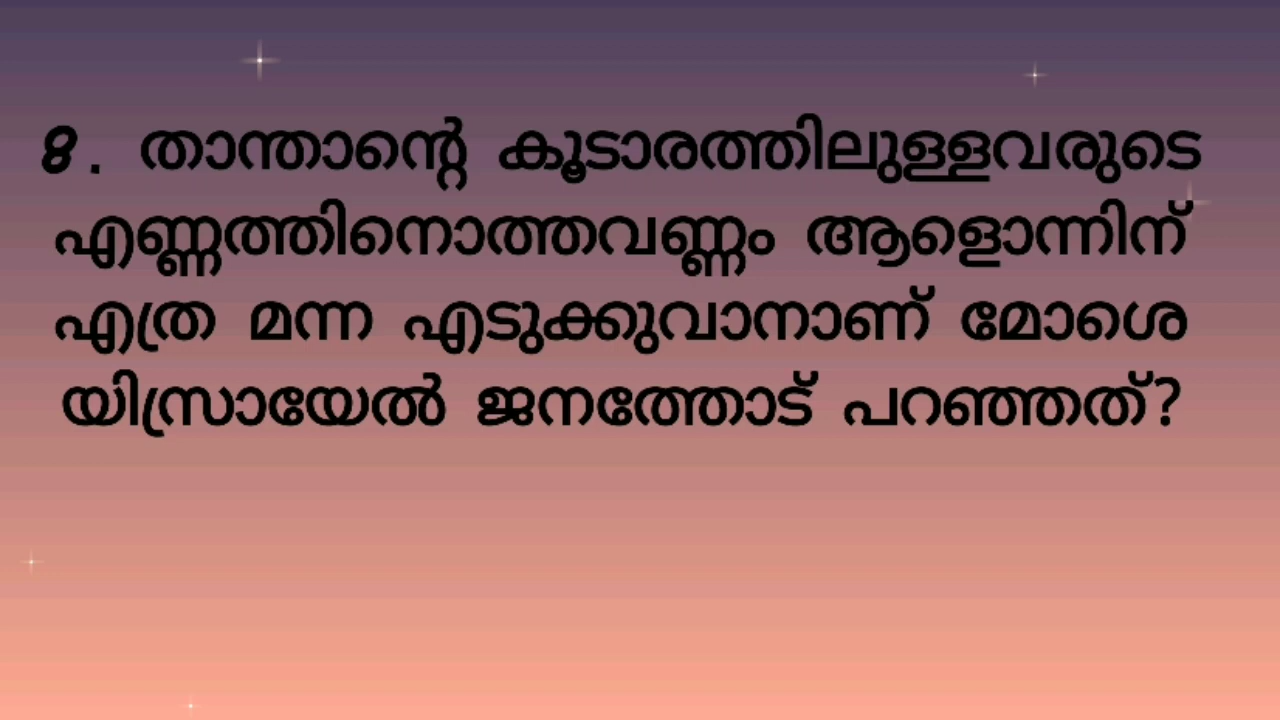 8. താന്താന്റെ കൂടാരത്തിലുള്ളവരുടെ
എണ്ണത്തിനൊത്തവണ്ണം ആളൊന്നിന്
എത്ര മന്ന എടുക്കുവാനാണ് മോശെ
യിസ്രായേൽ ജനത്തോട് പറഞ്ഞത്?